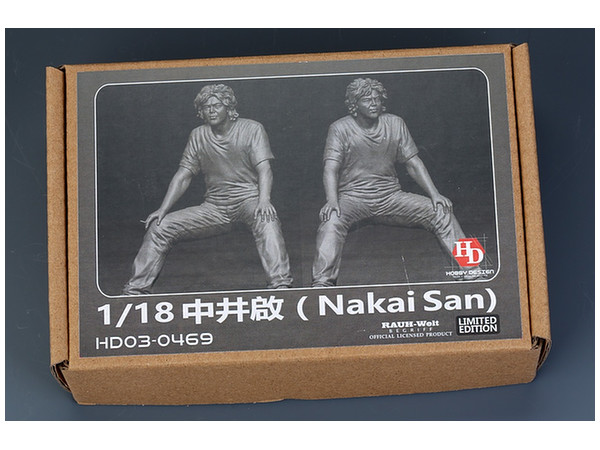 HD
HOBBY DESIGN
1/18 中井啟 ( Nakai San)
HD03-0469
RAUH-Welt
BEGRIFF
OFFICIAL LICENSED PRODUCT
LIMITED
EDITION